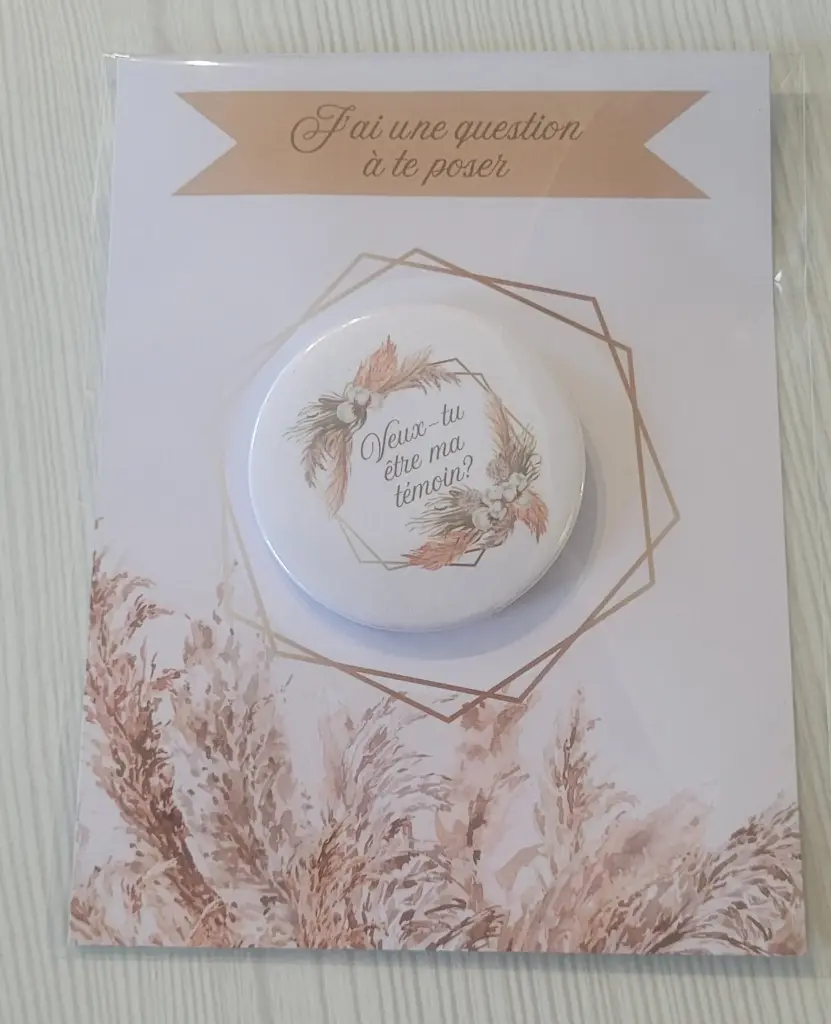 J'ai une question
à te poser
Veux-tu
être ma
témoin?